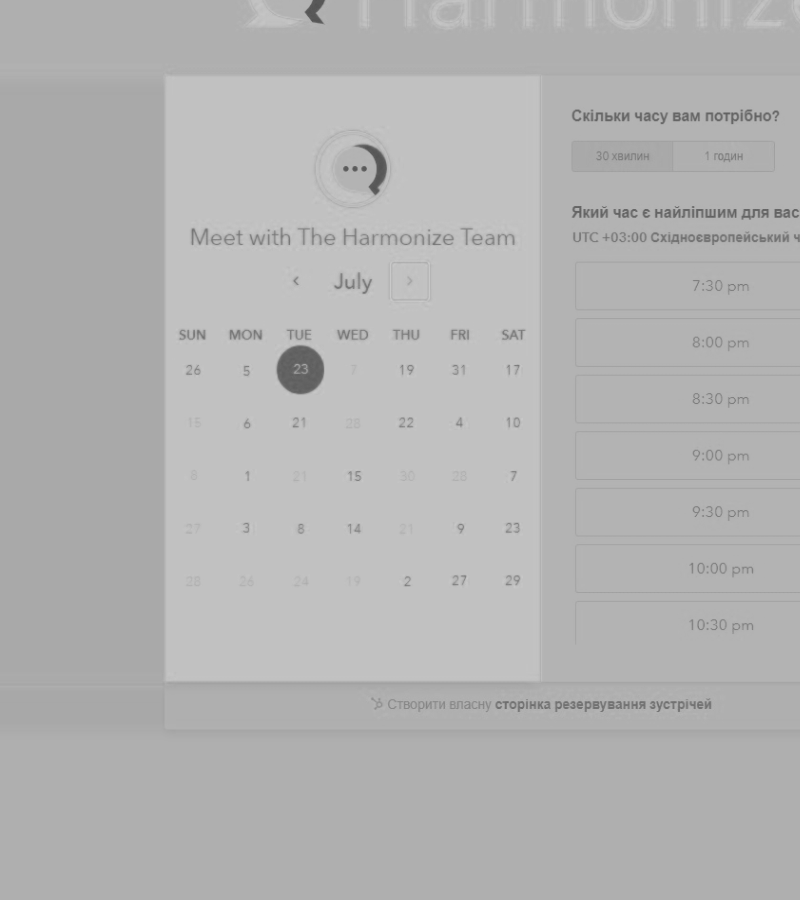 Harmonize
Meet with The Harmonize Team
‹ July ›
SUN MON TUE WED THU FRI SAT
26 5 23 7 19 31 17
15 6 21 28 22 4 10
8 1 21 15 30 28 7
27 3 8 14 21 9 23
28 26 24 19 2 27 29
Скільки часу вам потрібно?
30 хвилин 1 годин
Який час є найліпшим для вас
UTC +03:00 Східноєвропейський ч
7:30 pm
8:00 pm
8:30 pm
9:00 pm
9:30 pm
10:00 pm
10:30 pm
Створити власну сторінка резервування зустрічей